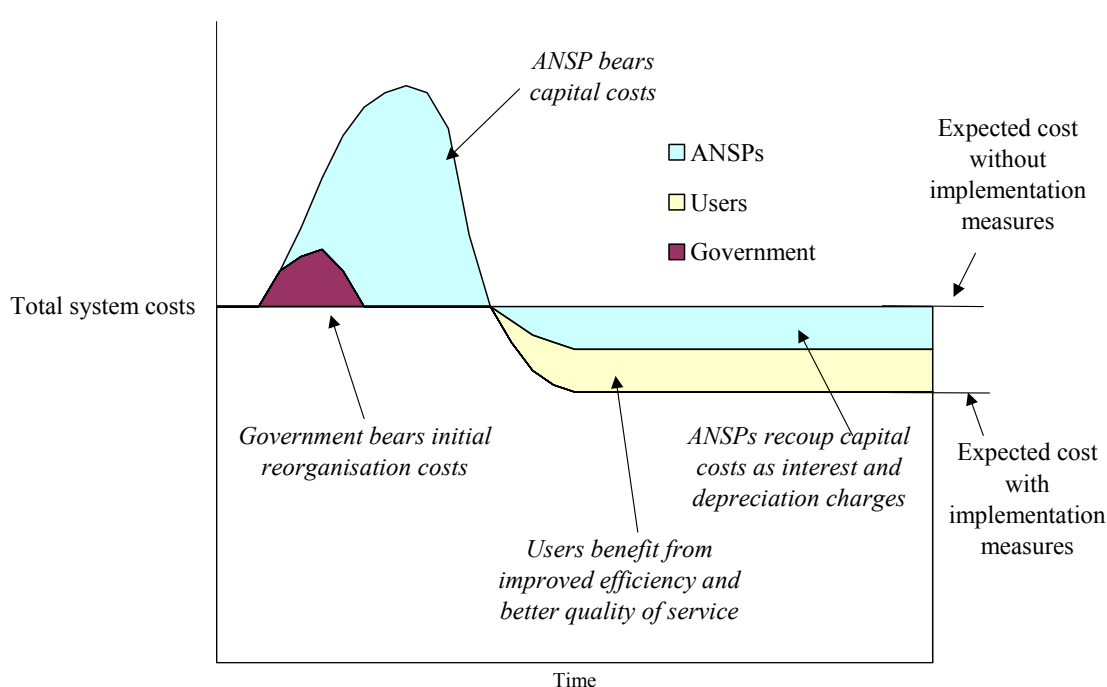 ANSP bears
capital costs
ANSPs
Users
Government
Expected cost
without
implementation
measures
Total system costs
Government bears initial
reorganisation costs
ANSPs recoup capital
costs as interest and
depreciation charges
Expected cost
with
implementation
measures
Users benefit from
improved efficiency and
better quality of service
Time